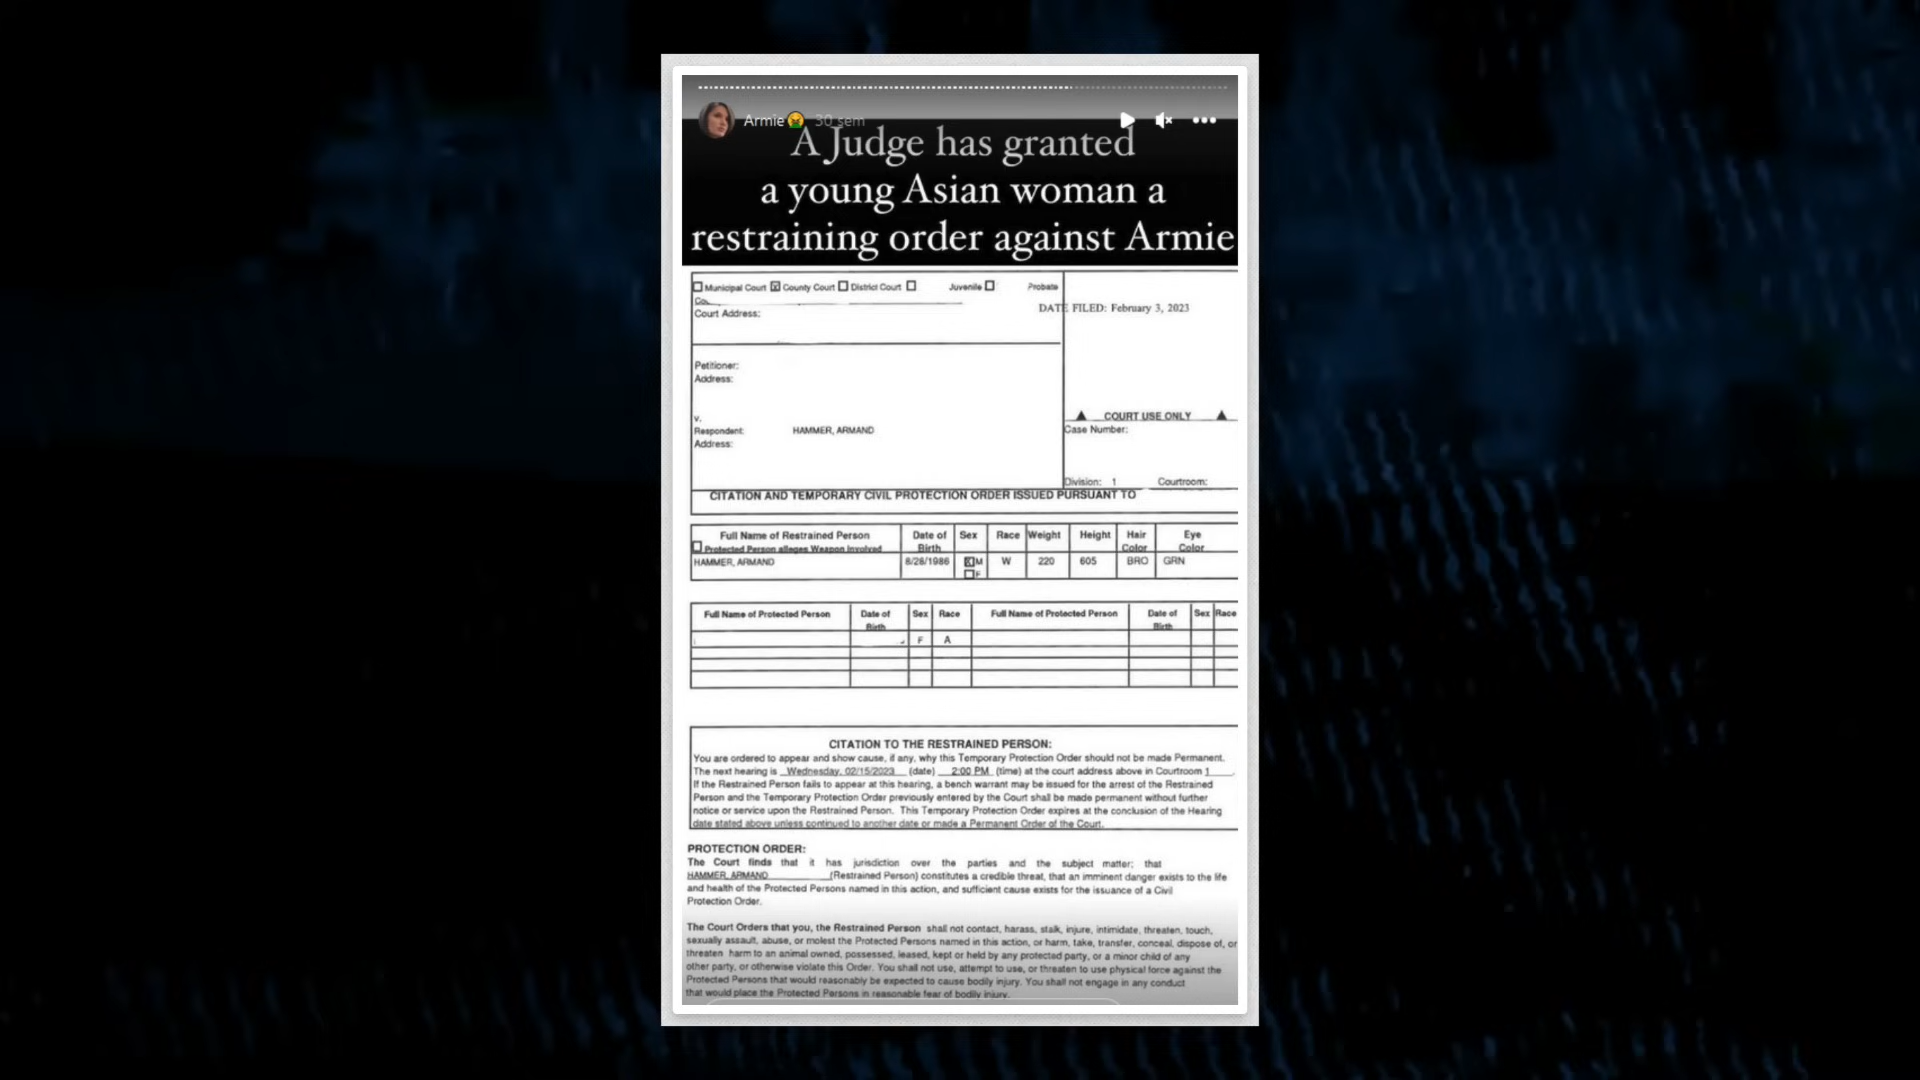 Armie 30 sem
A Judge has granted
a young Asian woman a
restraining order against Armie
Municipal Court County Court District Court Juvenile Probate
Court Address:
DATE FILED: February 3, 2023
Petitioner:
Address:
v.
Respondent: HAMMER, ARMAND
Address:
COURT USE ONLY
Case Number:
Division: 1 Courtroom:
CITATION AND TEMPORARY CIVIL PROTECTION ORDER ISSUED PURSUANT TO
Full Name of Restrained Person Date of Birth Sex Race Weight Height Hair Color Eye Color
Protected Person alleges Weapon Involved
HAMMER, ARMAND 8/28/1986 M W 220 605 BRO GRN
F
Full Name of Protected Person Date of Birth Sex Race Full Name of Protected Person Date of Birth Sex Race
F A
CITATION TO THE RESTRAINED PERSON:
You are ordered to appear and show cause, if any, why this Temporary Protection Order should not be made Permanent.
The next hearing is Wednesday, 02/15/2023 (date) 2:00 PM (time) at the court address above in Courtroom 1.
If the Restrained Person fails to appear at this hearing, a bench warrant may be issued for the arrest of the Restrained
Person and the Temporary Protection Order previously entered by the Court shall be made permanent without further
notice or service upon the Restrained Person. This Temporary Protection Order expires at the conclusion of the Hearing
date stated above unless continued to another date or made a Permanent Order of the Court.
PROTECTION ORDER:
The Court finds that it has jurisdiction over the parties and the subject matter; that
HAMMER, ARMAND (Restrained Person) constitutes a credible threat, that an imminent danger exists to the life
and health of the Protected Persons named in this action, and sufficient cause exists for the issuance of a Civil
Protection Order.
The Court Orders that you, the Restrained Person shall not contact, harass, stalk, injure, intimidate, threaten, touch,
sexually assault, abuse, or molest the Protected Persons named in this action, or harm, take, transfer, conceal, dispose of, or
threaten harm to an animal owned, possessed, leased, kept or held by any protected party, or a minor child of any
other party, or otherwise violate this Order. You shall not use, attempt to use, or threaten to use physical force against the
Protected Persons that would reasonably be expected to cause bodily injury. You shall not engage in any conduct
that would place the Protected Persons in reasonable fear of bodily injury.